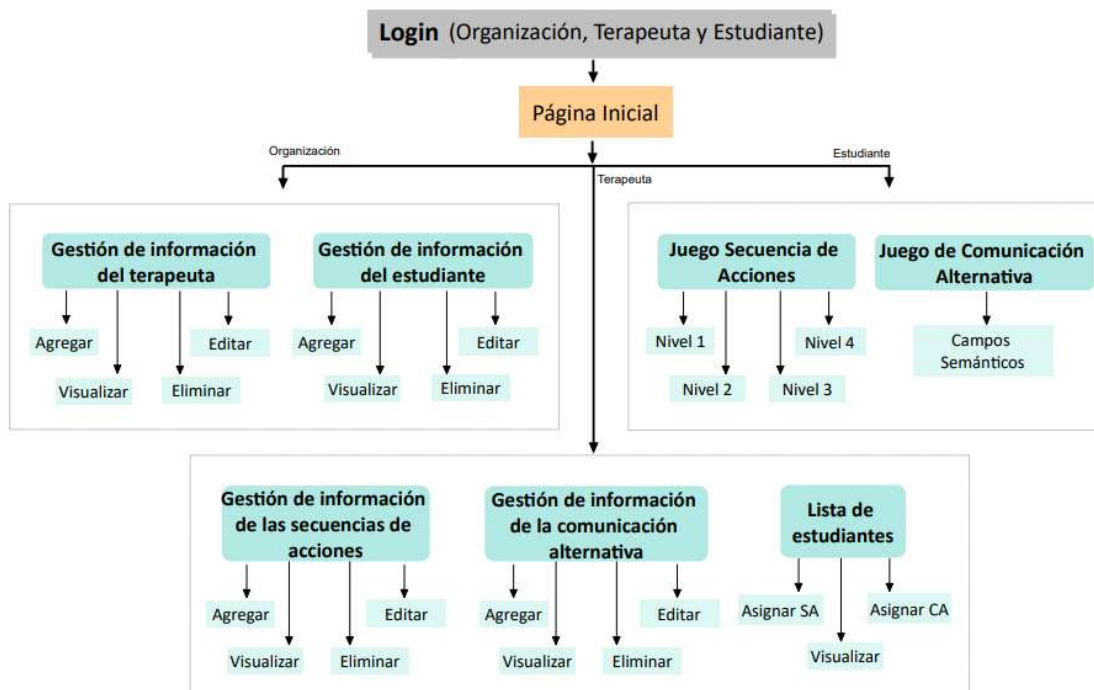 Login (Organización, Terapeuta y Estudiante)
Página Inicial
Organización
Terapeuta
Estudiante
Gestión de información
del terapeuta
Agregar
Visualizar
Eliminar
Editar
Gestión de información
del estudiante
Agregar
Visualizar
Eliminar
Editar
Juego Secuencia de
Acciones
Nivel 1
Nivel 2
Nivel 3
Nivel 4
Juego de Comunicación
Alternativa
Campos
Semánticos
Gestión de información
de las secuencias de
acciones
Agregar
Visualizar
Eliminar
Editar
Gestión de información
de la comunicación
alternativa
Agregar
Visualizar
Eliminar
Editar
Lista de
estudiantes
Asignar SA
Visualizar
Asignar CA